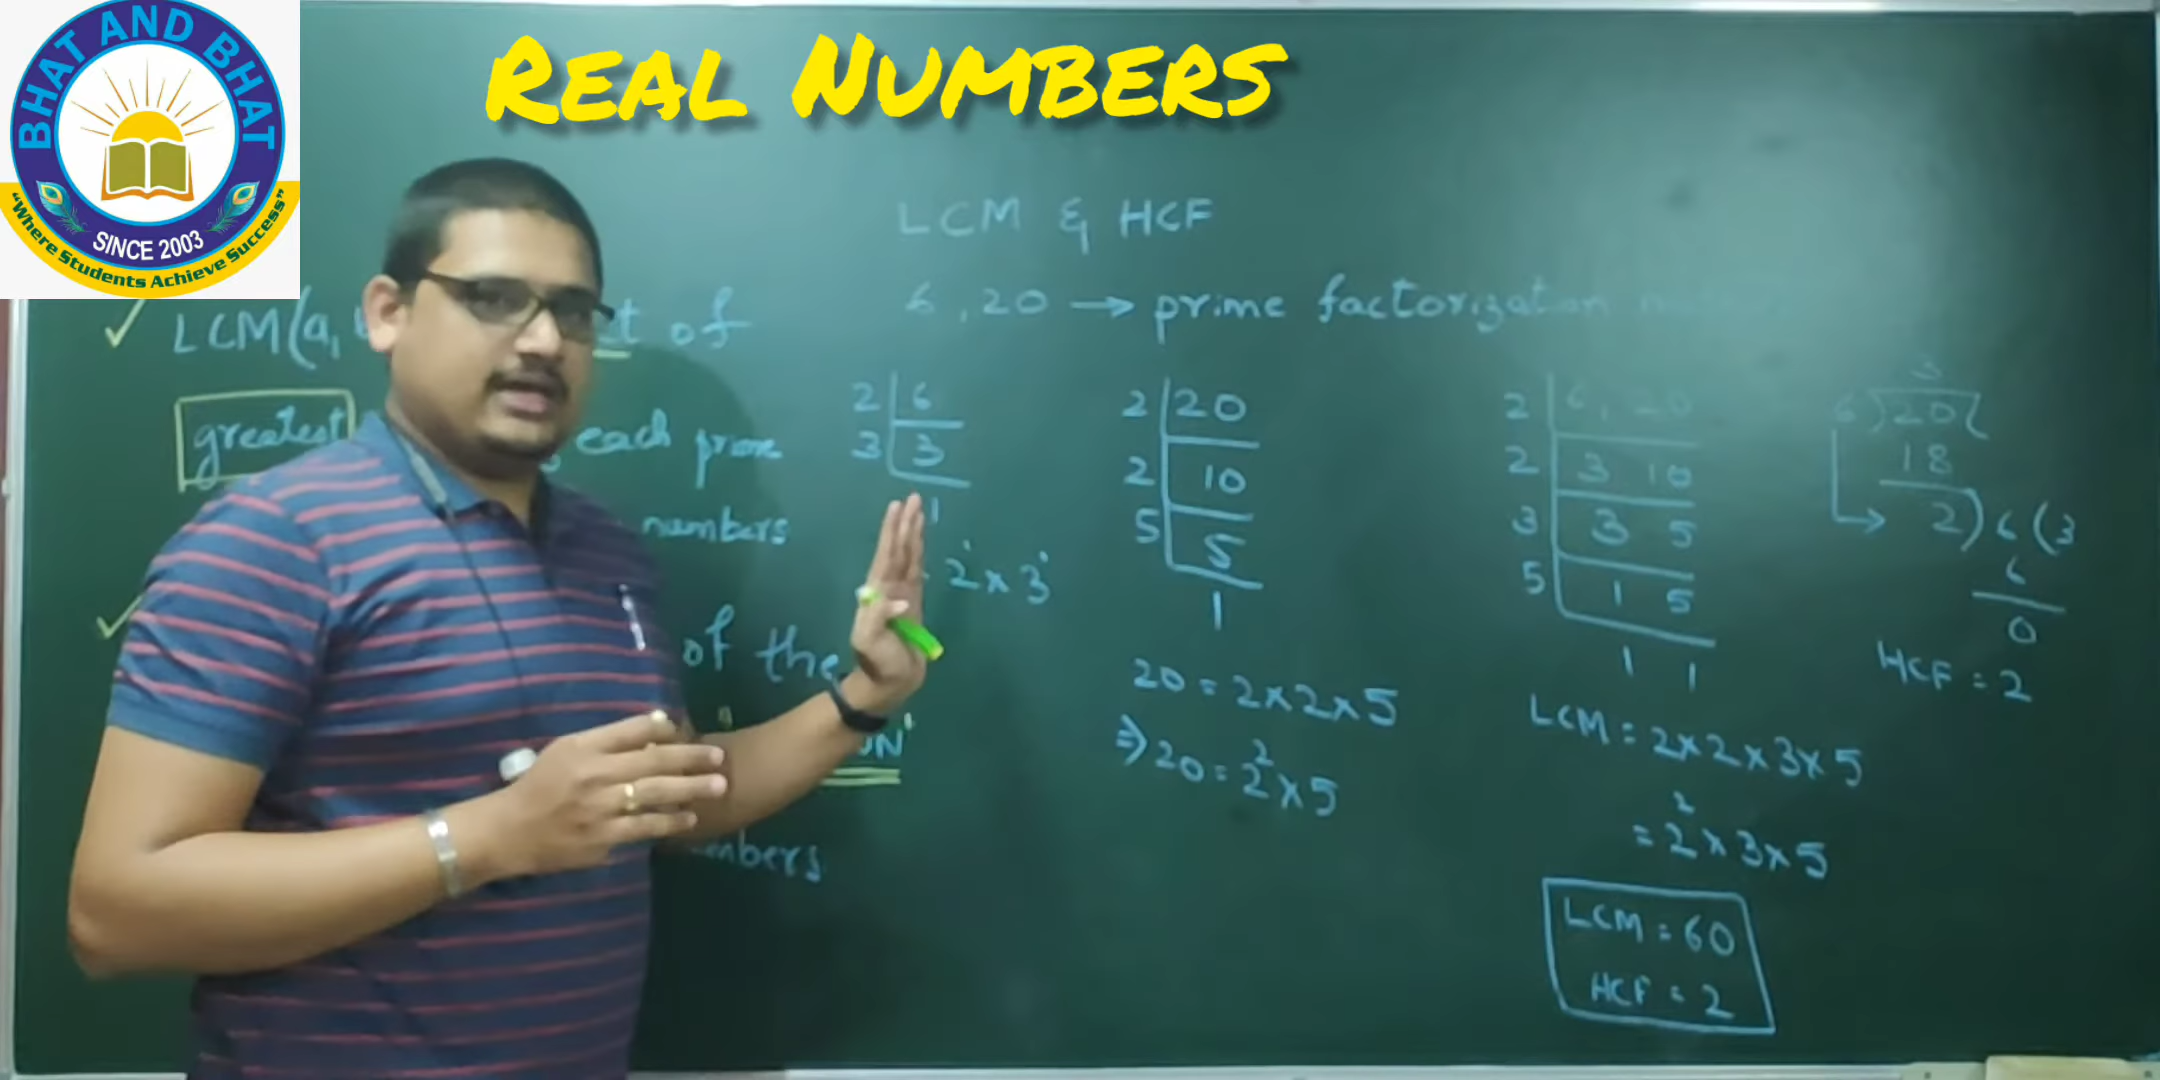 BHAT AND BHAT
SINCE 2003
"Where Students Achieve Success"
REAL NUMBERS
LCM & HCF
6, 20 → prime factorization
LCM(a, of
greatest each prime
numbers
of the
2 | 6
3 | 3
1
2¹ x 3¹
2 | 20
2 | 10
5 | 5
1
20 = 2x2x5
⇒ 20 = 2² x 5
2 | 6, 20
2 | 3 10
3 | 3 5
5 | 1 5
1 1
LCM = 2x2x3x5
= 2² x 3 x 5
LCM = 60
HCF = 2
3
6)20(
18
2)6(3
6
0
HCF = 2